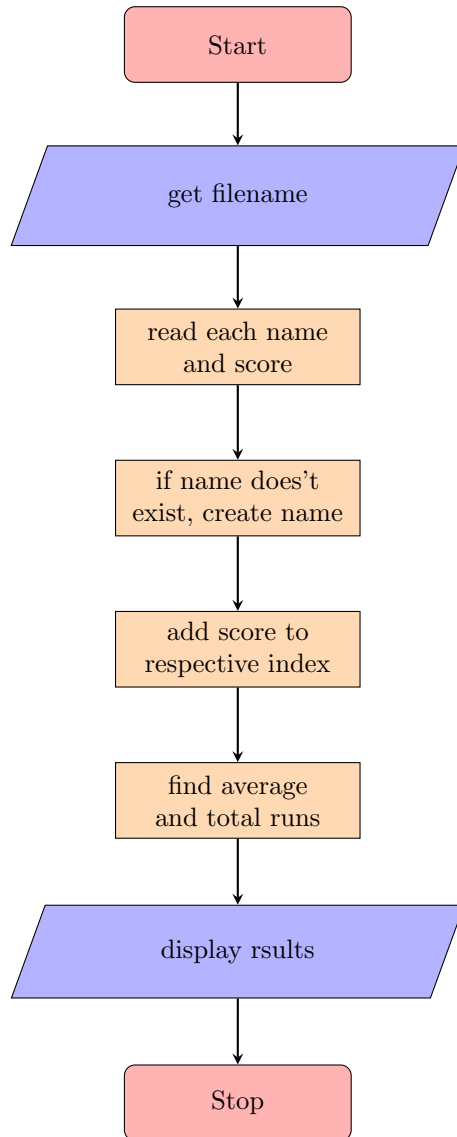 Start
get filename
read each name
and score
if name does't
exist, create name
add score to
respective index
find average
and total runs
display rsults
Stop